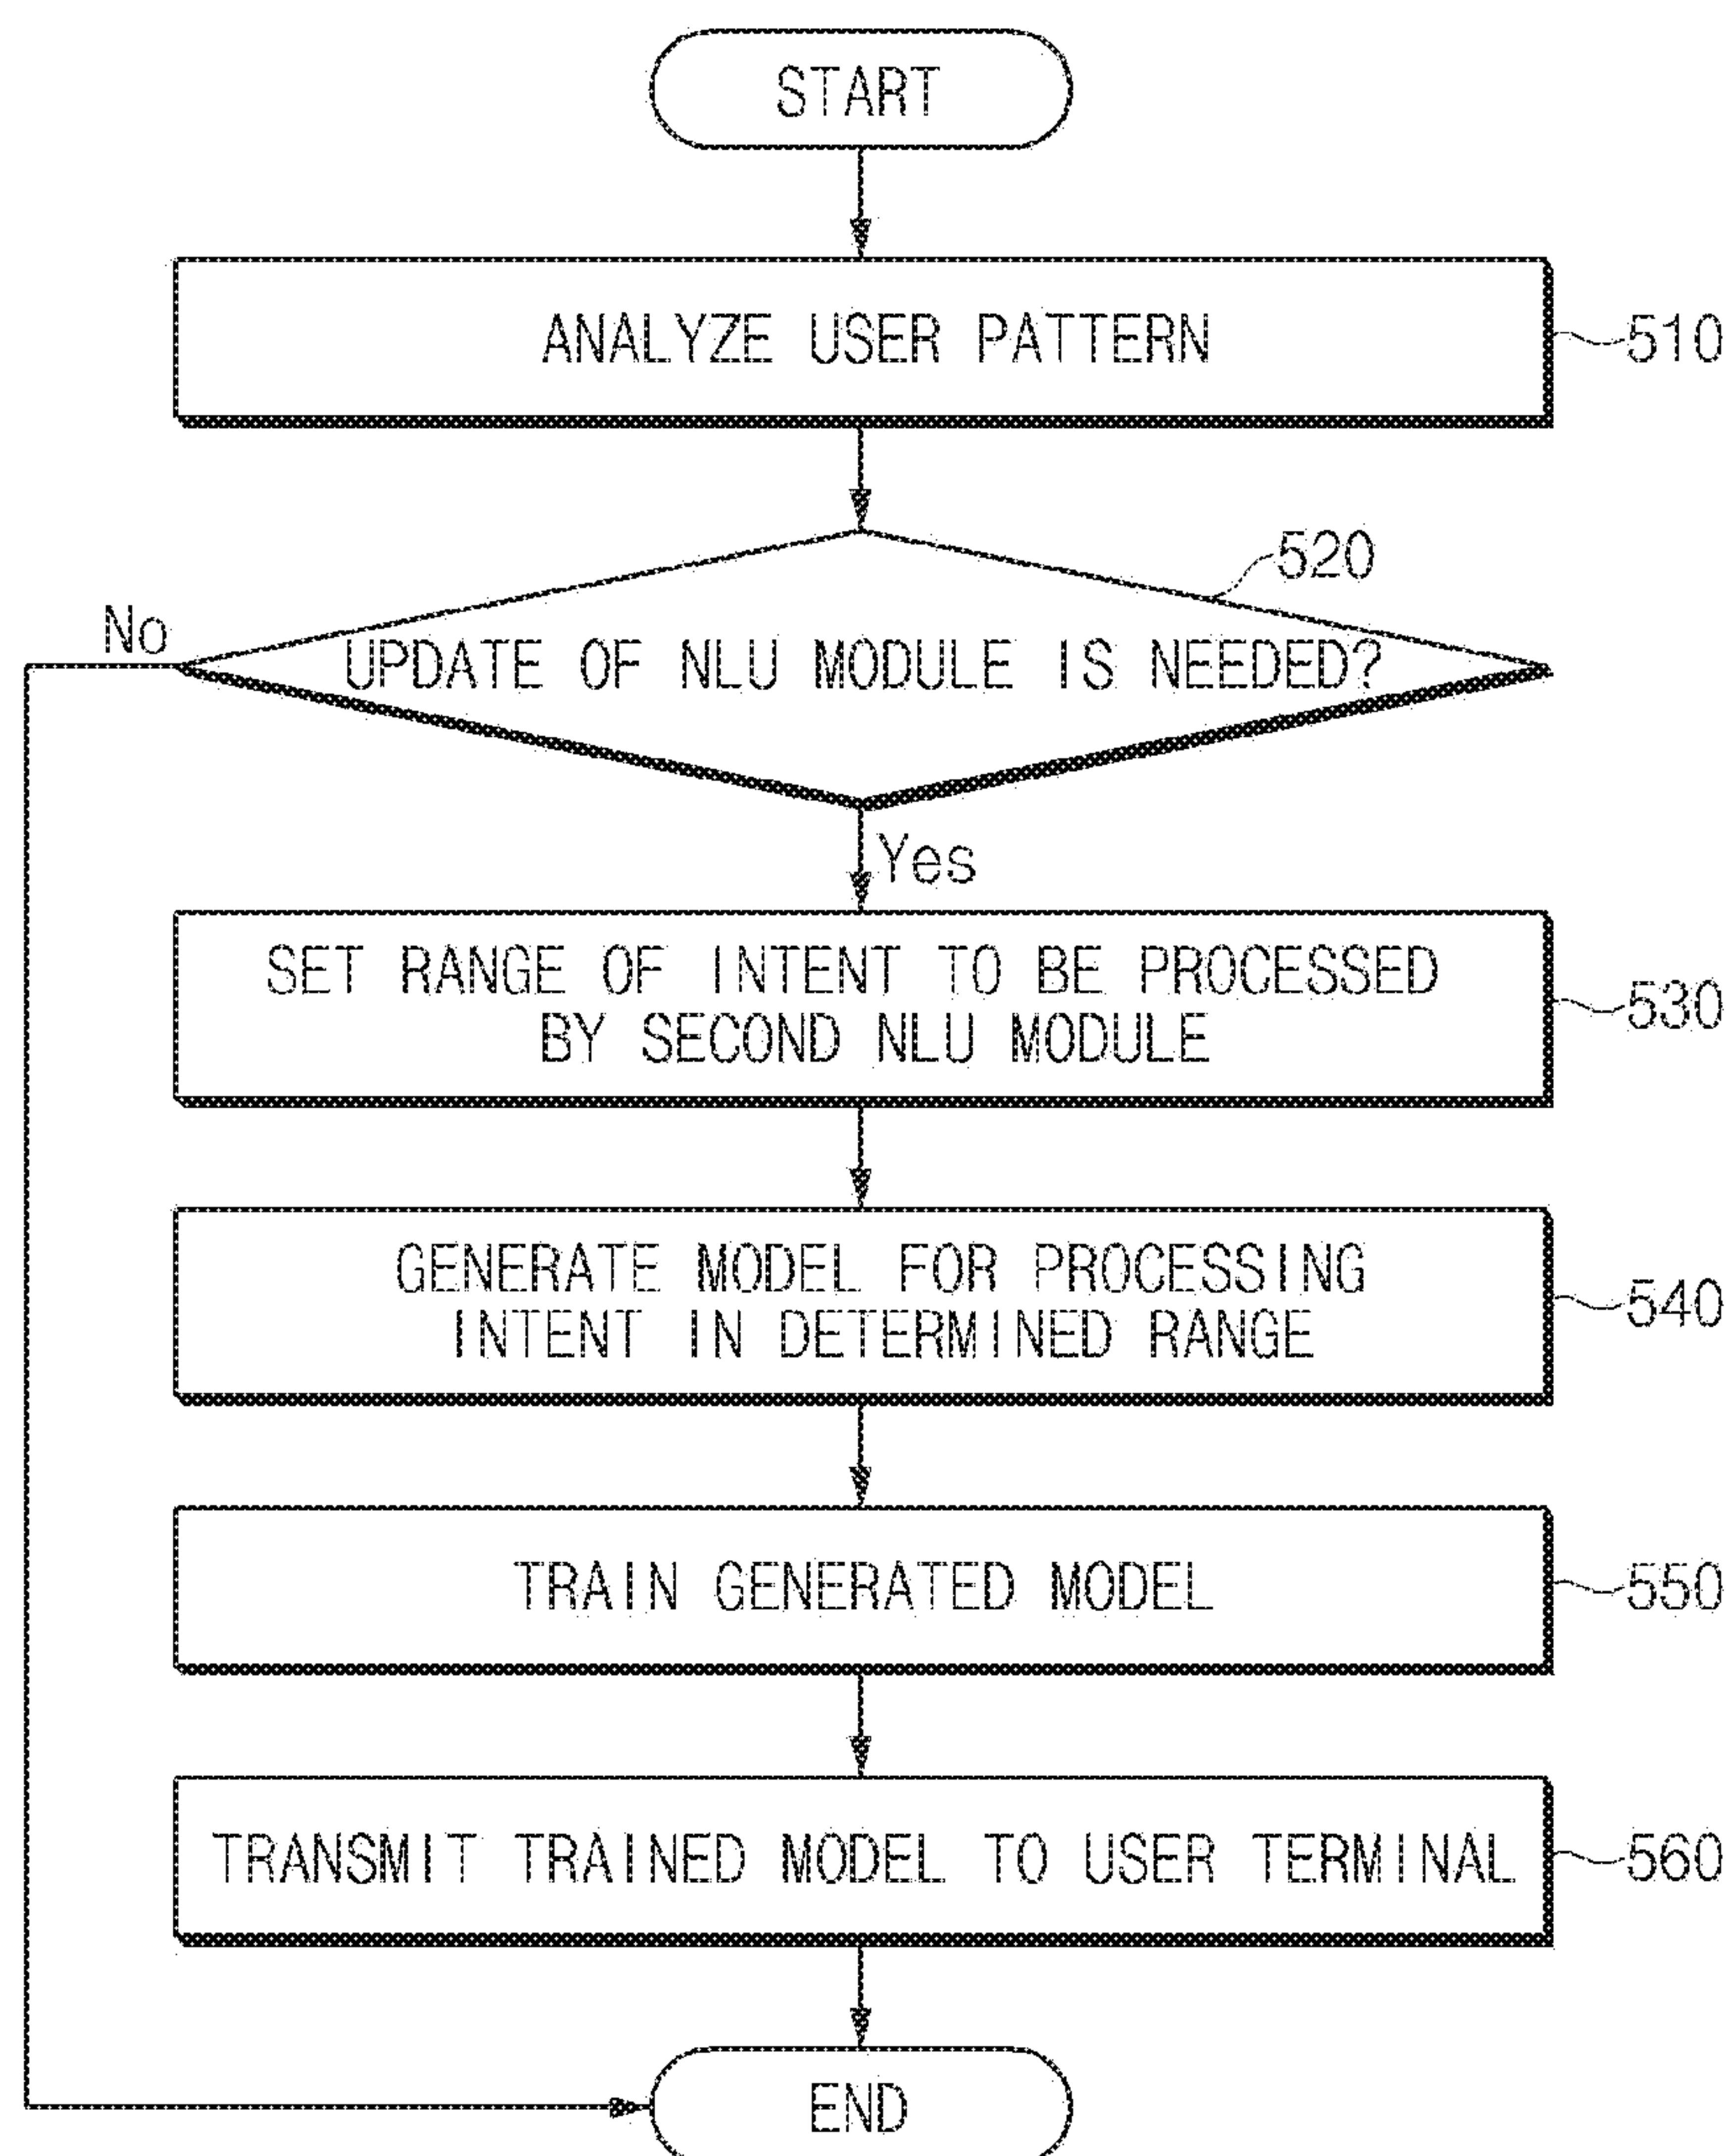 START
ANALYZE USER PATTERN
510
520
No
UPDATE OF NLU MODULE IS NEEDED?
Yes
SET RANGE OF INTENT TO BE PROCESSED
BY SECOND NLU MODULE
530
GENERATE MODEL FOR PROCESSING
INTENT IN DETERMINED RANGE
540
TRAIN GENERATED MODEL
550
TRANSMIT TRAINED MODEL TO USER TERMINAL
560
END